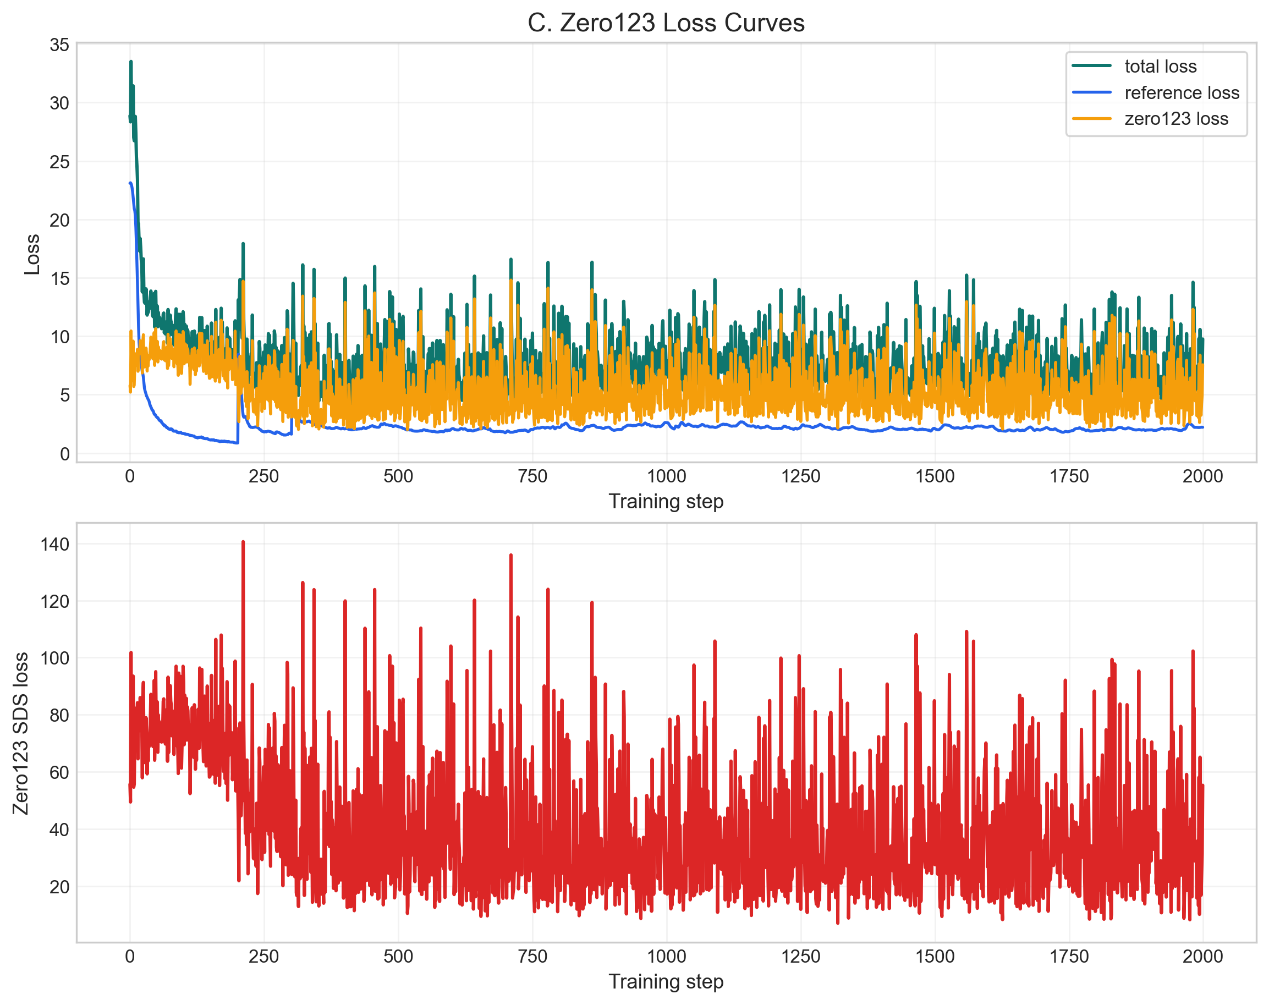 C. Zero123 Loss Curves
35
30
25
20
15
10
5
0
Loss
total loss
reference loss
zero123 loss
0 250 500 750 1000 1250 1500 1750 2000
Training step
140
120
100
80
60
40
20
Zero123 SDS loss
0 250 500 750 1000 1250 1500 1750 2000
Training step